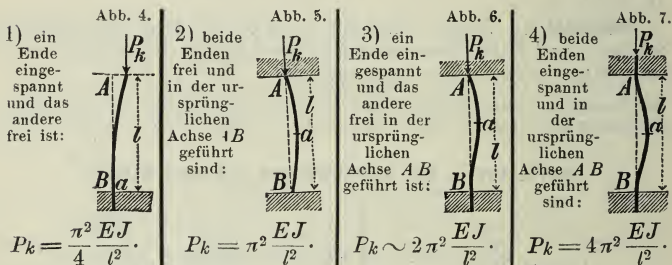 Abb. 4.
1) ein
Ende
einge-
spannt
und das
andere
frei ist:
P_k
A
l
B a
P_k = π²/4 EJ/l² ·
Abb. 5.
2) beide
Enden
frei und
in der ur-
sprüng-
lichen
Achse AB
geführt
sind:
P_k
A
l
a
B
P_k = π² EJ/l² ·
Abb. 6.
3) ein
Ende ein-
gespannt
und das
andere
frei in der
ursprüng-
lichen
Achse AB
geführt ist:
P_k
A
a
l
B
P_k ∼ 2π² EJ/l² ·
Abb. 7.
4) beide
Enden
einge-
spannt
und in
der
ursprüng-
lichen
Achse AB
geführt
sind:
P_k
A
l
a
B
P_k = 4π² EJ/l² ·